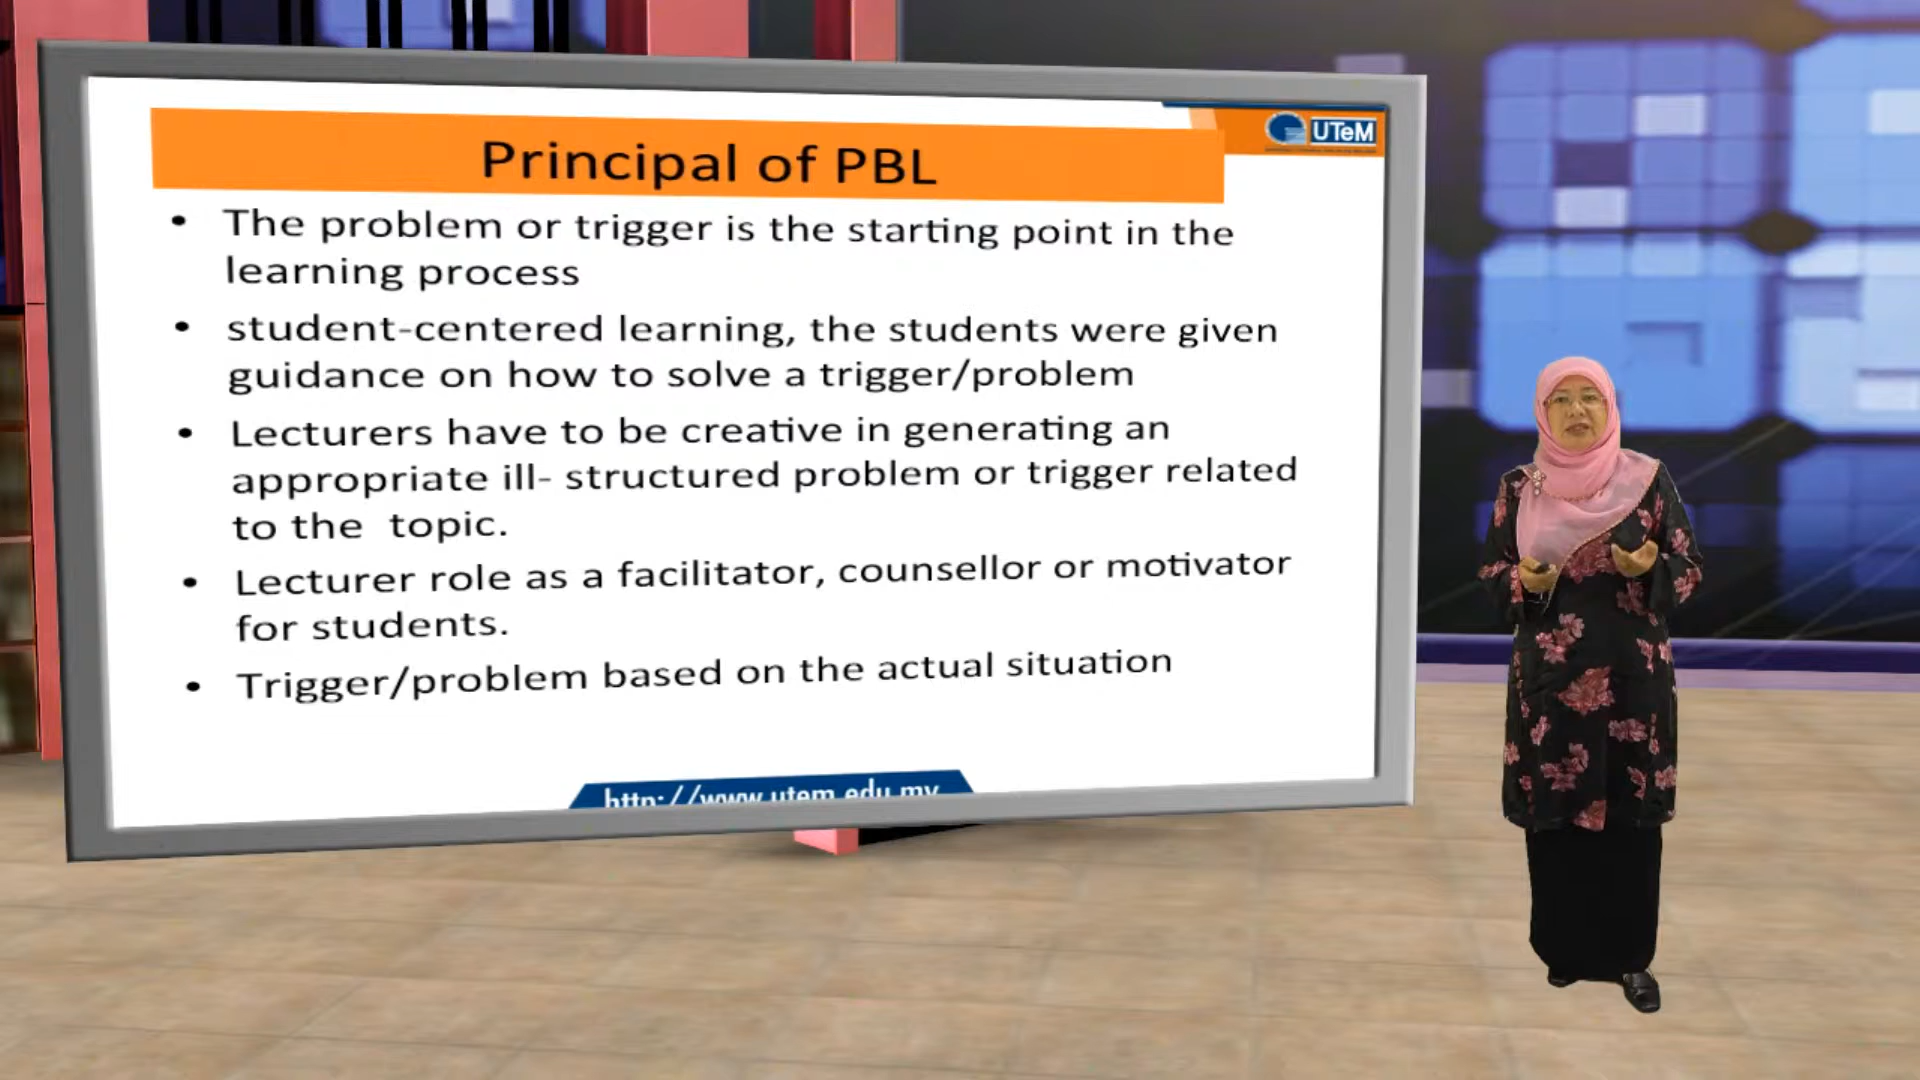 Principal of PBL
UTeM
• The problem or trigger is the starting point in the
learning process
• student-centered learning, the students were given
guidance on how to solve a trigger/problem
• Lecturers have to be creative in generating an
appropriate ill- structured problem or trigger related
to the topic.
• Lecturer role as a facilitator, counsellor or motivator
for students.
• Trigger/problem based on the actual situation
http://www.utem.edu.my